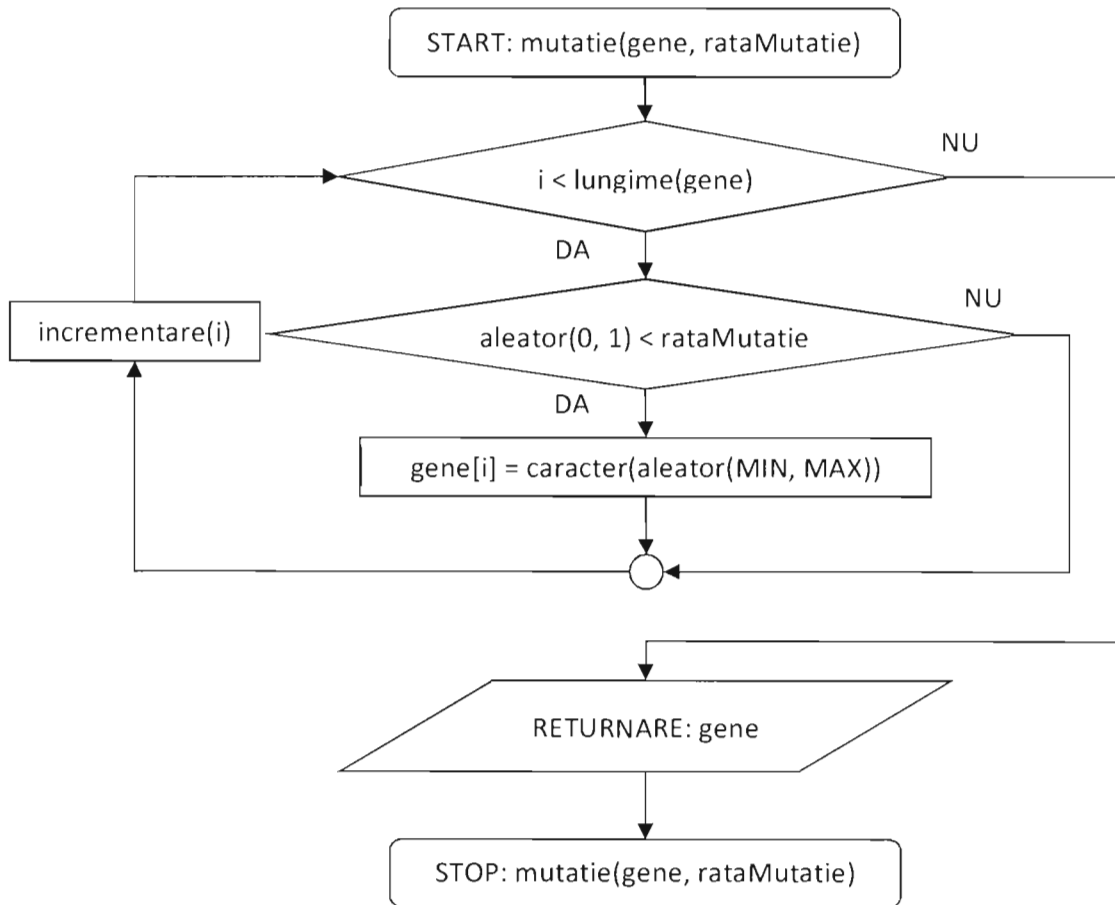 START: mutatie(gene, rataMutatie)
NU
i < lungime(gene)
DA
NU
incrementare(i)
aleator(0, 1) < rataMutatie
DA
gene[i] = caracter(aleator(MIN, MAX))
RETURNARE: gene
STOP: mutatie(gene, rataMutatie)